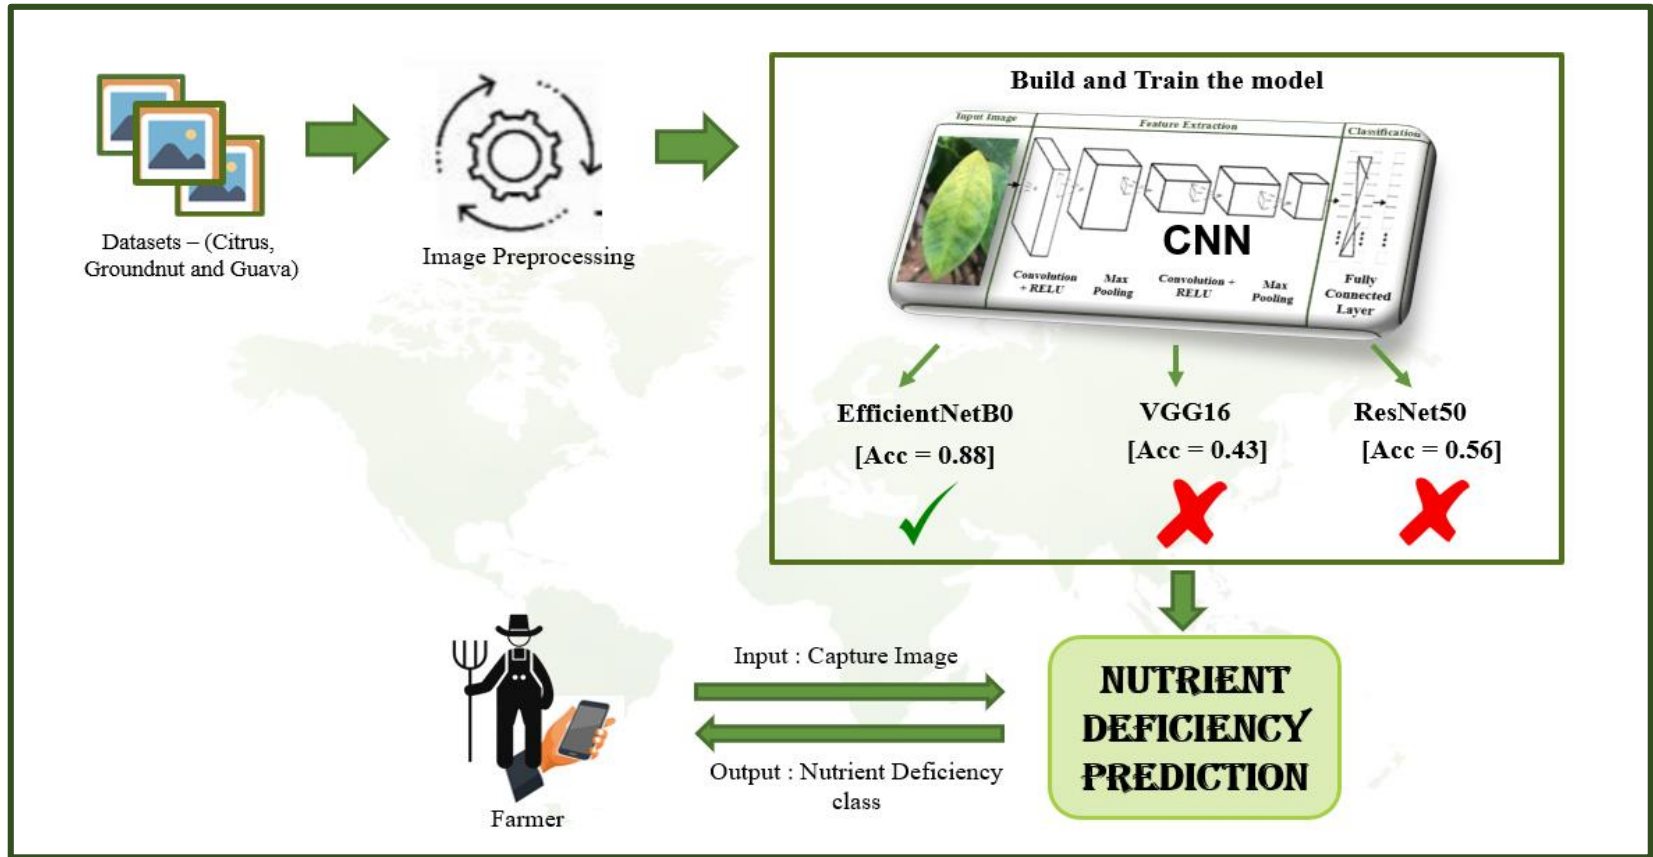 Build and Train the model
Input Image
Feature Extraction
Classification
CNN
Convolution
+ RELU
Max
Pooling
Convolution +
RELU
Max
Pooling
Fully
Connected
Layer
Datasets – (Citrus,
Groundnut and Guava)
Image Preprocessing
EfficientNetB0
[Acc = 0.88]
VGG16
[Acc = 0.43]
ResNet50
[Acc = 0.56]
Input : Capture Image
Output : Nutrient Deficiency
class
Farmer
NUTRIENT
DEFICIENCY
PREDICTION